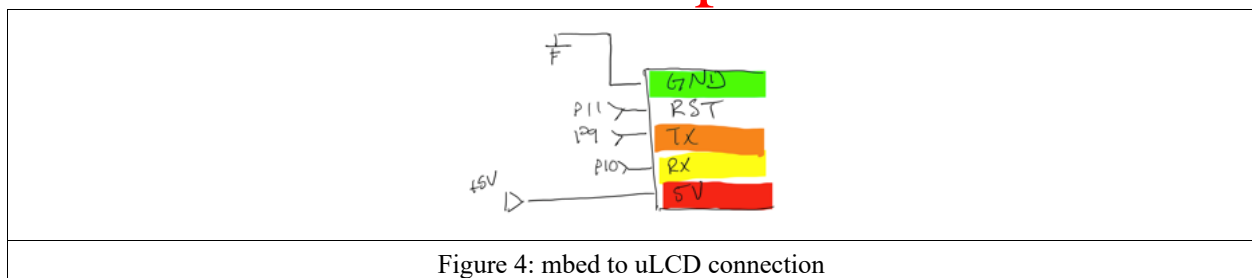 GND
P11 RST
P9 TX
P10 RX
+5V 5V
Figure 4: mbed to uLCD connection